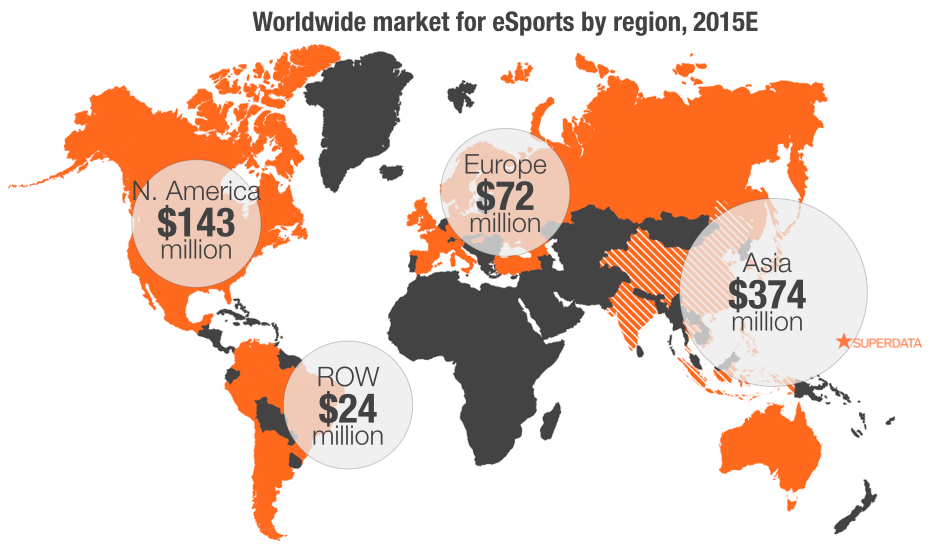 Worldwide market for eSports by region, 2015E
N. America
$143
million
Europe
$72
million
Asia
$374
million
SUPERDATA
ROW
$24
million